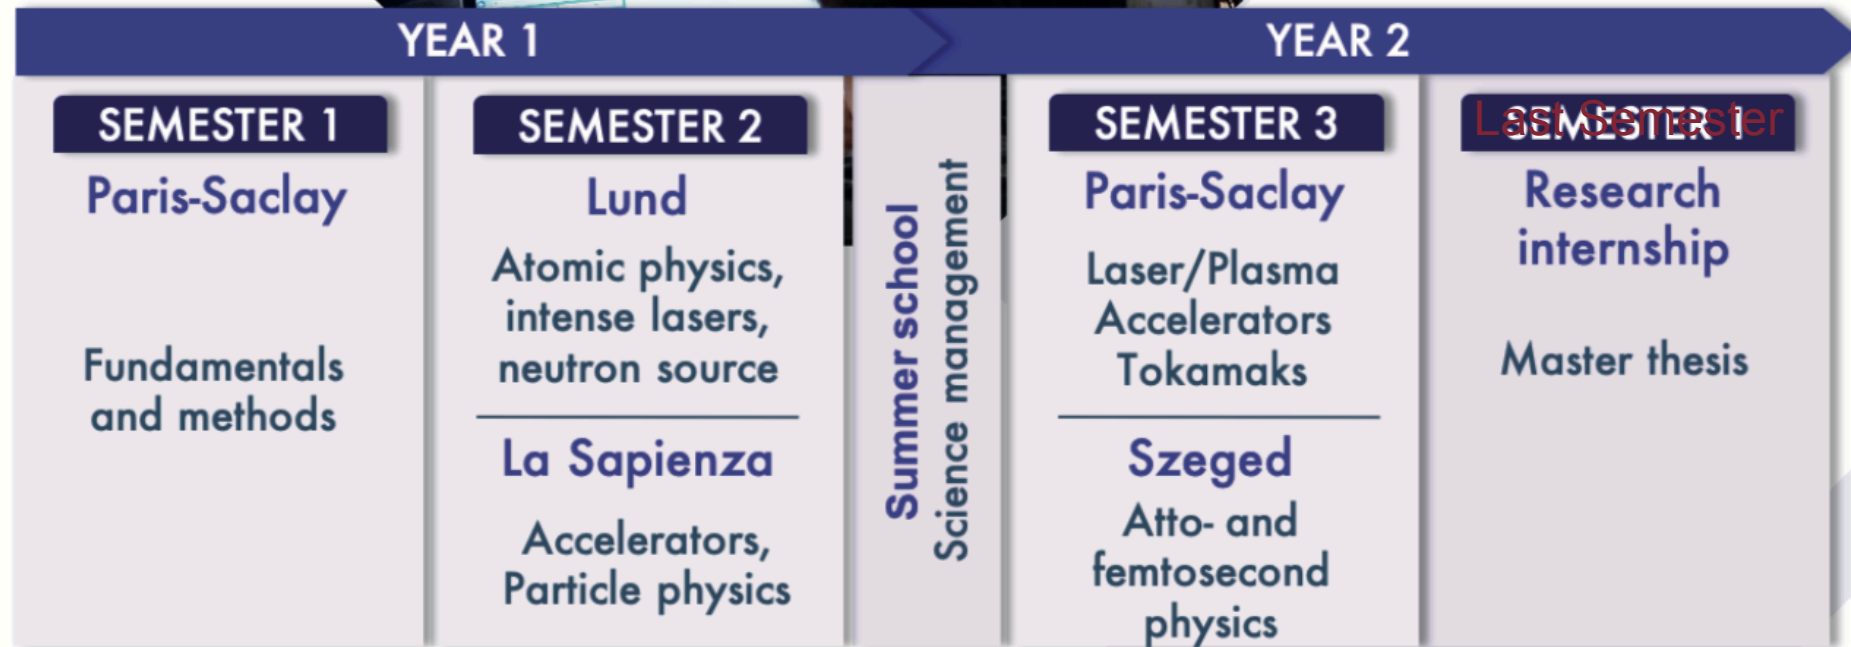 YEAR 1
YEAR 2
SEMESTER 1
Paris-Saclay
Fundamentals
and methods
SEMESTER 2
Lund
Atomic physics,
intense lasers,
neutron source
La Sapienza
Accelerators,
Particle physics
Summer school
Science management
SEMESTER 3
Paris-Saclay
Laser/Plasma
Accelerators
Tokamaks
Szeged
Atto- and
femtosecond
physics
Last Semester
SEMESTER
Research
internship
Master thesis